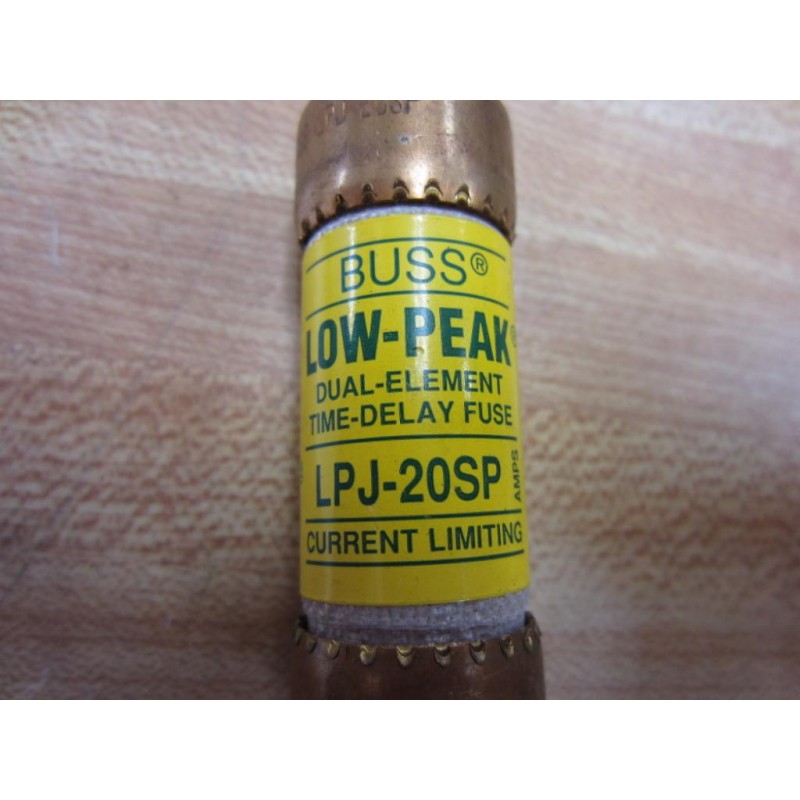 BUSS®
LOW-PEAK®
DUAL-ELEMENT
TIME-DELAY FUSE
LPJ-20SP
AMPS
CURRENT LIMITING